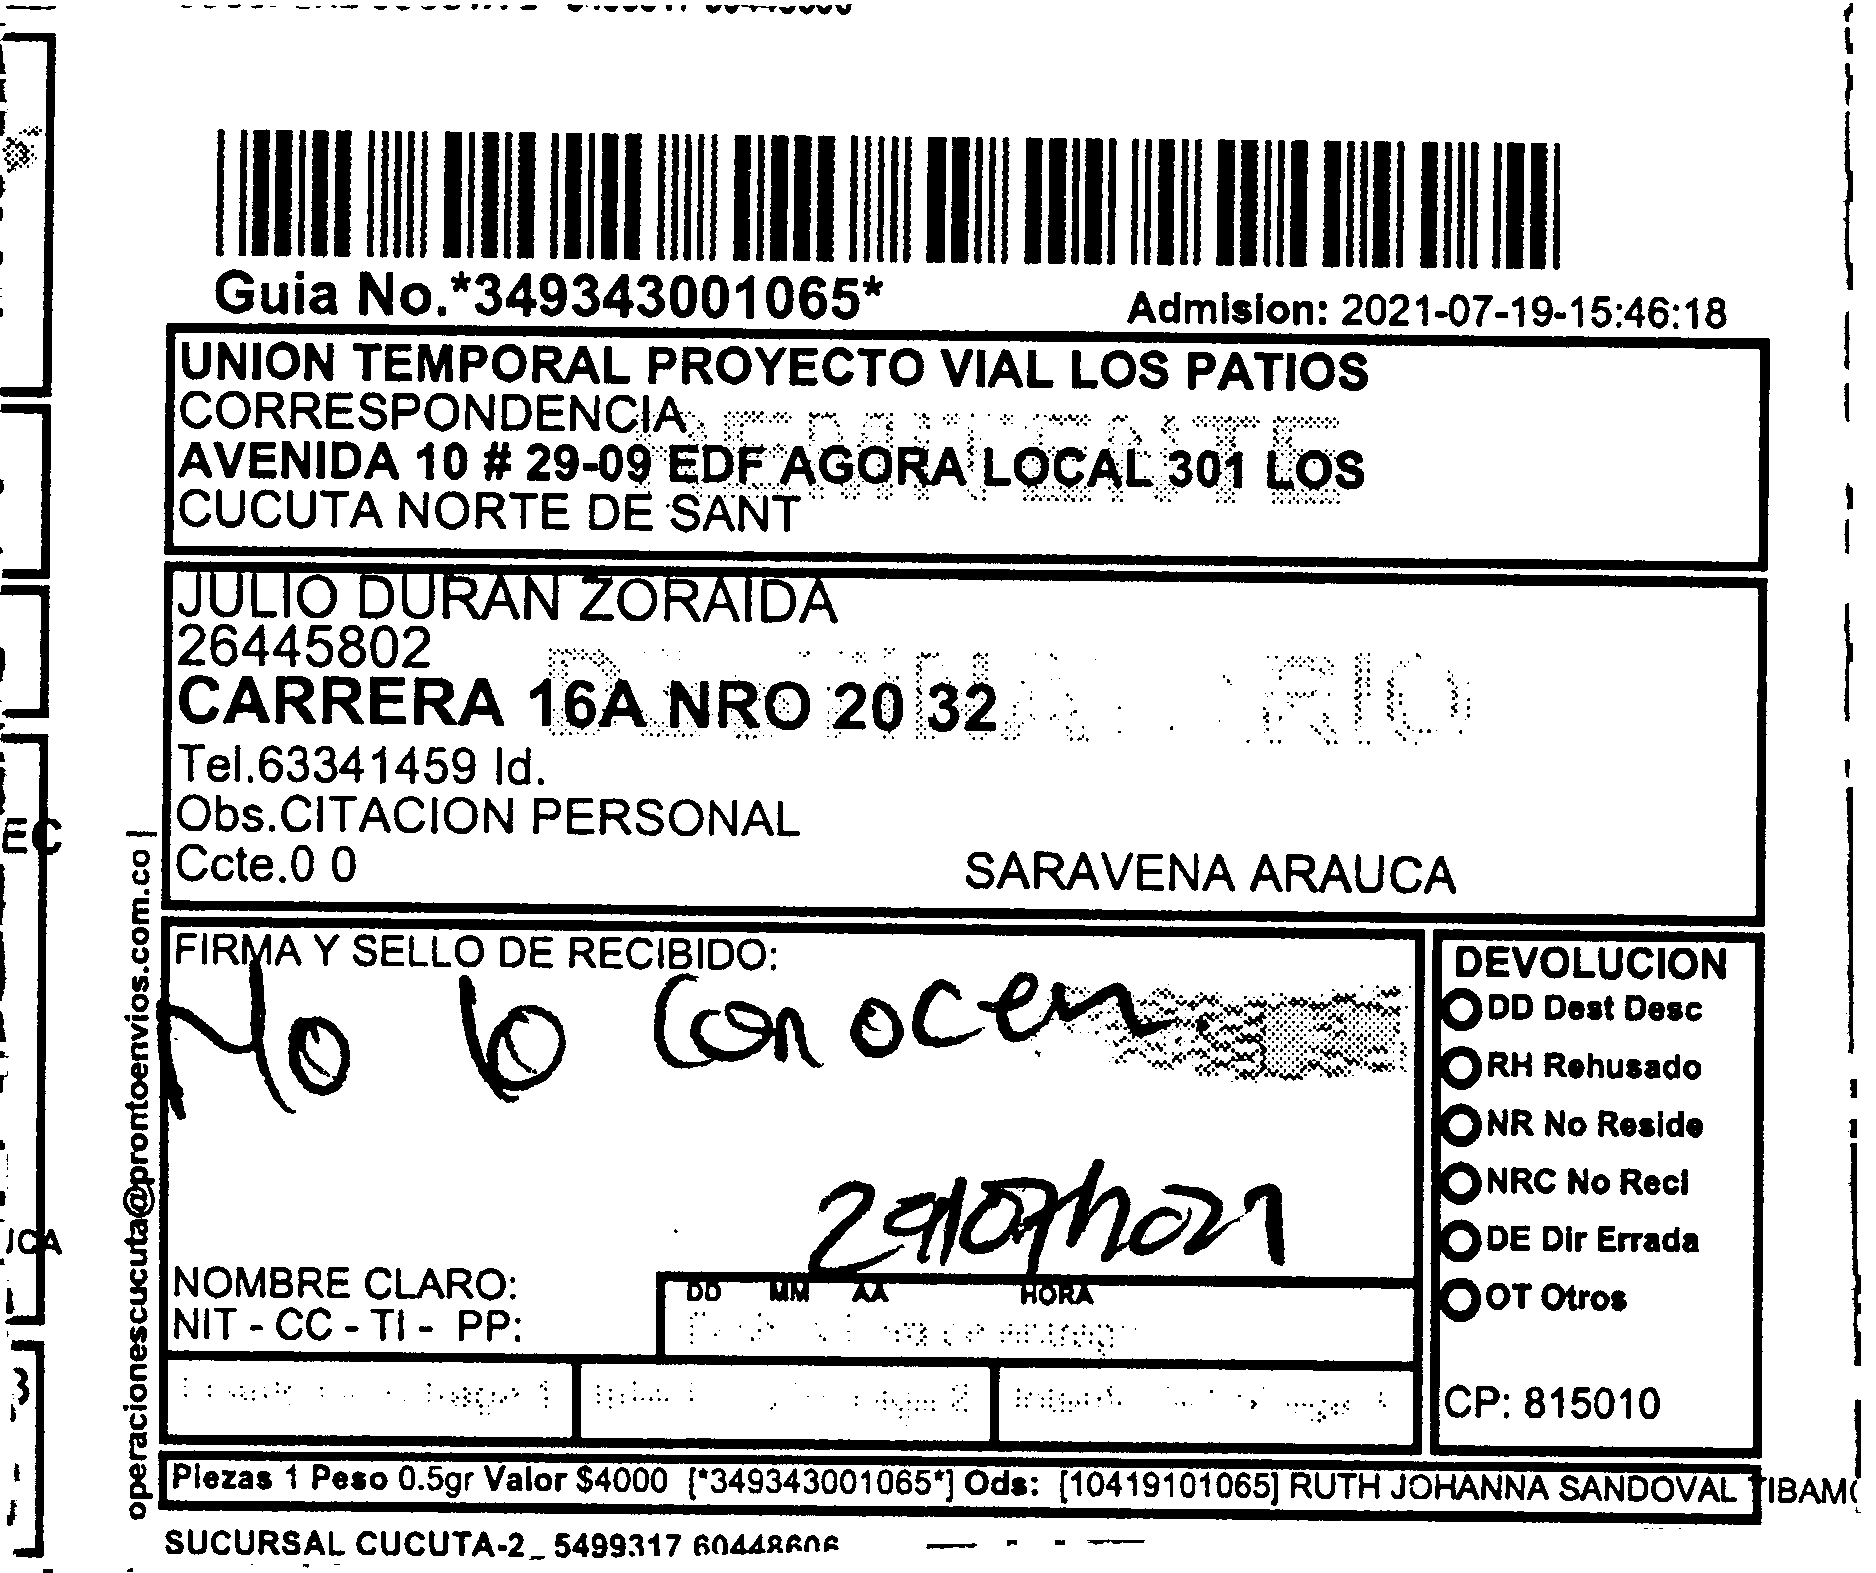 Guia No.*349343001065*
Admision: 2021-07-19-15:46:18
UNION TEMPORAL PROYECTO VIAL LOS PATIOS
CORRESPONDENCIA
REMITENTE
AVENIDA 10 # 29-09 EDF AGORA LOCAL 301 LOS
CUCUTA NORTE DE SANT
JULIO DURAN ZORAIDA
26445802
DESTINATARIO
CARRERA 16A NRO 20 32
Tel.63341459 Id.
Obs.CITACION PERSONAL
Ccte.0 0
SARAVENA ARAUCA
operacionescucuta@prontoenvios.com.co |
FIRMA Y SELLO DE RECIBIDO:
No lo conocen
29/07/2021
NOMBRE CLARO:
NIT - CC - TI - PP:
DD MM AA HORA
DEVOLUCION
DD Dest Desc
RH Rehusado
NR No Reside
NRC No Reci
DE Dir Errada
OT Otros
CP: 815010
Piezas 1 Peso 0.5gr Valor $4000 [*349343001065*] Ods: [10419101065] RUTH JOHANNA SANDOVAL TIBAMO
SUCURSAL CUCUTA-2_ 5499317 60448606